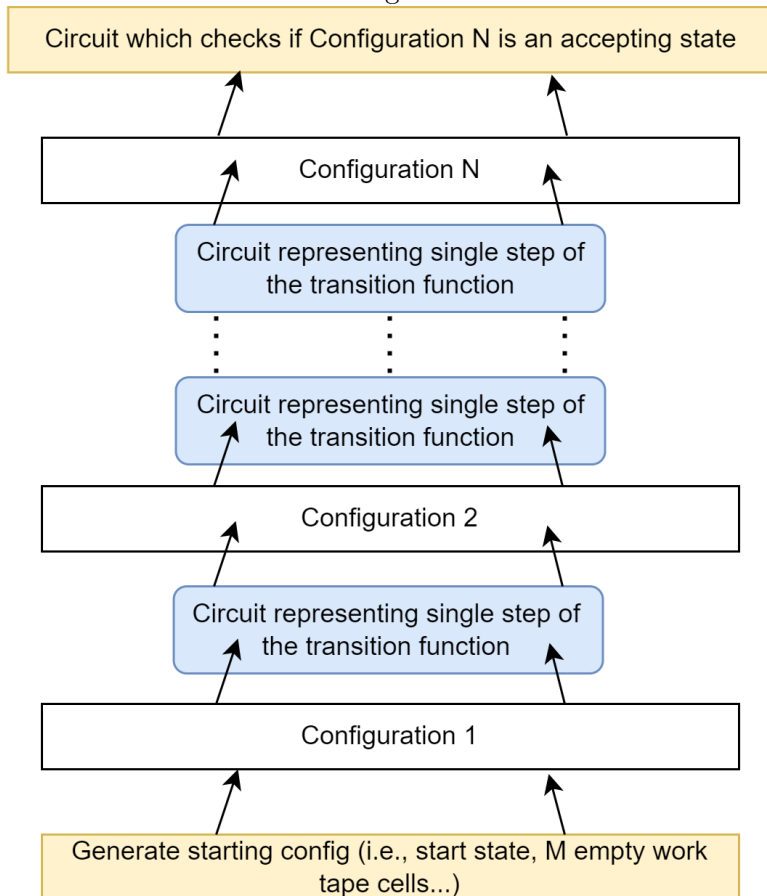 Circuit which checks if Configuration N is an accepting state
Configuration N
Circuit representing single step of
the transition function
Circuit representing single step of
the transition function
Configuration 2
Circuit representing single step of
the transition function
Configuration 1
Generate starting config (i.e., start state, M empty work
tape cells...)